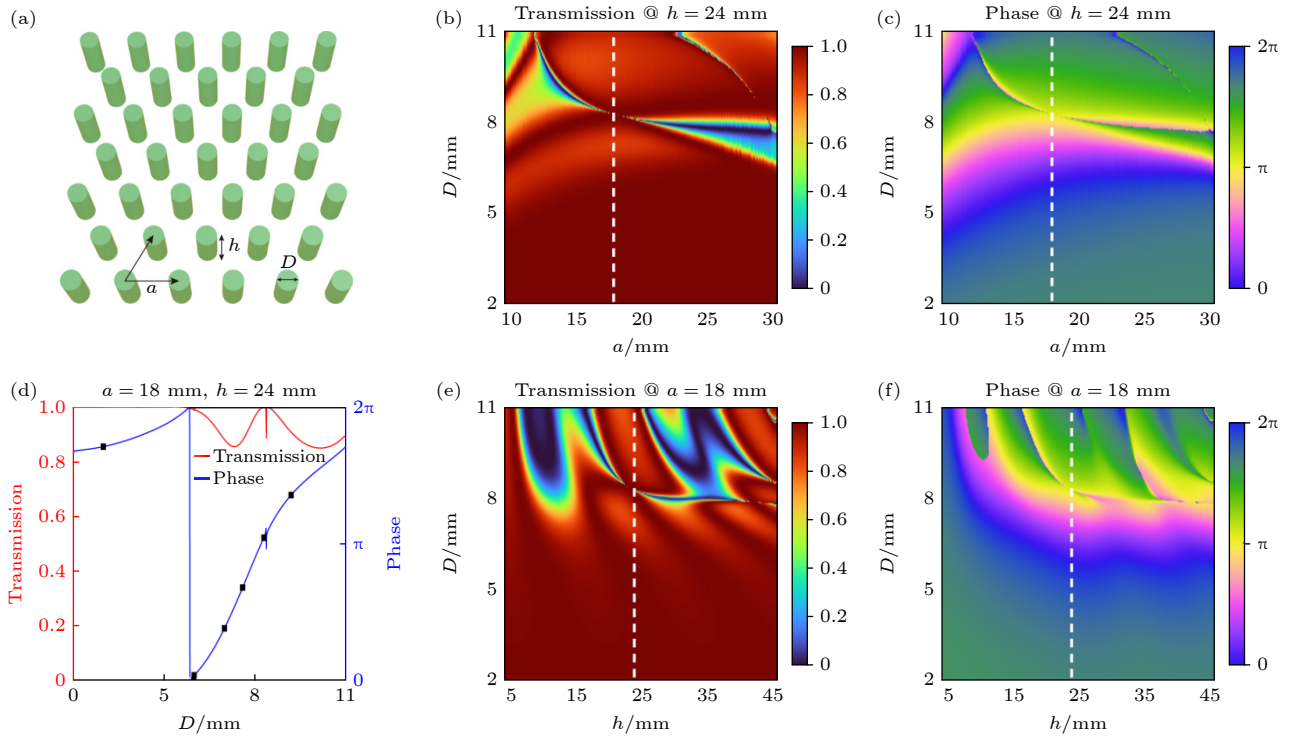 (a)
h
D
a
(b)
Transmission @ h = 24 mm
D/mm
11
8
5
2
10
15
20
30
a/mm
1.0
0.8
0.6
0.4
0.2
0
(c)
Phase @ h = 24 mm
D/mm
11
8
5
2
10
15
20
30
a/mm
2π
π
0
(d)
a = 18 mm, h = 24 mm
Transmission
1.0
0.8
0.6
0.4
0.2
0
Transmission
Phase
2π
π
0
Phase
0
5
8
11
D/mm
(e)
Transmission @ a = 18 mm
D/mm
11
8
5
2
5
15
25
35
45
h/mm
1.0
0.8
0.6
0.4
0.2
0
(f)
Phase @ a = 18 mm
D/mm
11
8
5
2
5
15
25
35
45
h/mm
2π
π
0